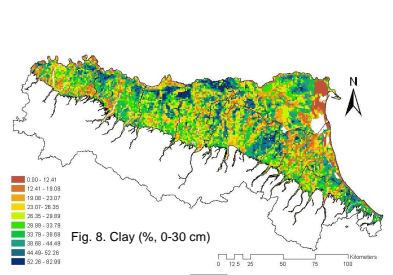 N
0.00 - 12.41
12.41 - 19.08
19.08 - 23.07
23.07 - 26.35
26.35 - 29.89
29.89 - 33.79
33.79 - 38.68
38.68 - 44.49
44.49 - 52.26
52.26 - 82.99
Fig. 8. Clay (%, 0-30 cm)
Kilometers
0 12.5 25 50 75 100